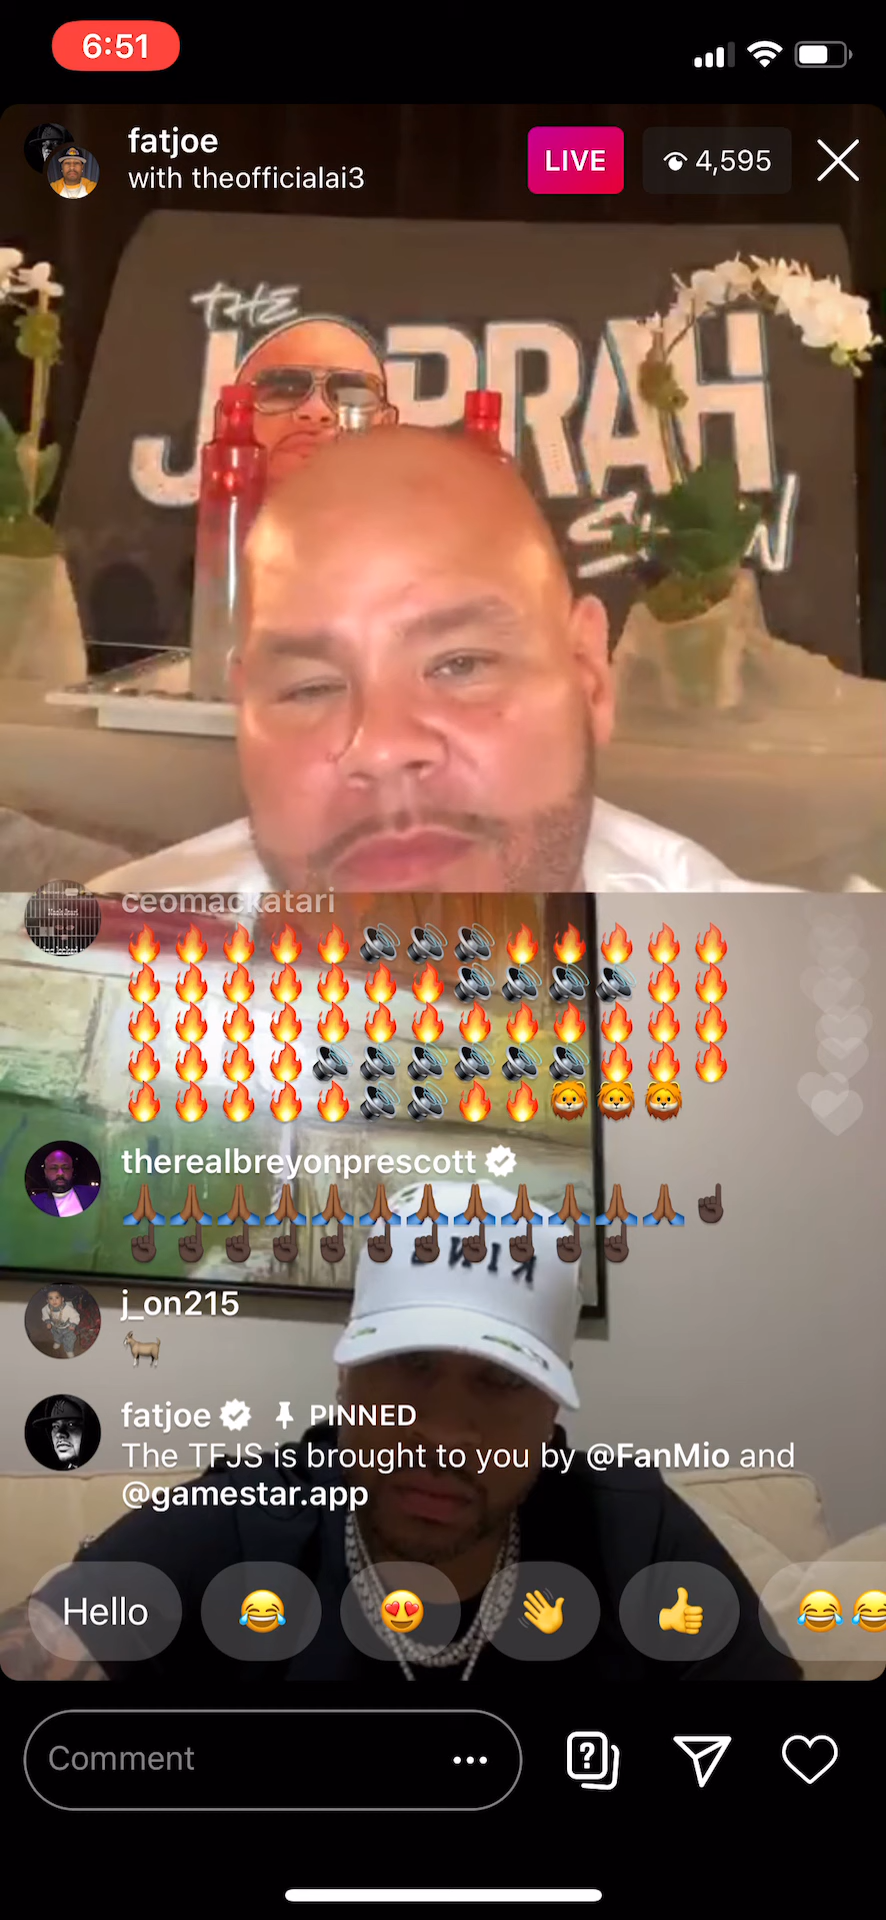 6:51
fatjoe
with theofficialai3
LIVE
4,595
THE
SHOW
ceomackatari
therealbreyonprescott
j_on215
fatjoe PINNED
The TFJS is brought to you by @FanMio and
@gamestar.app
Hello
Comment